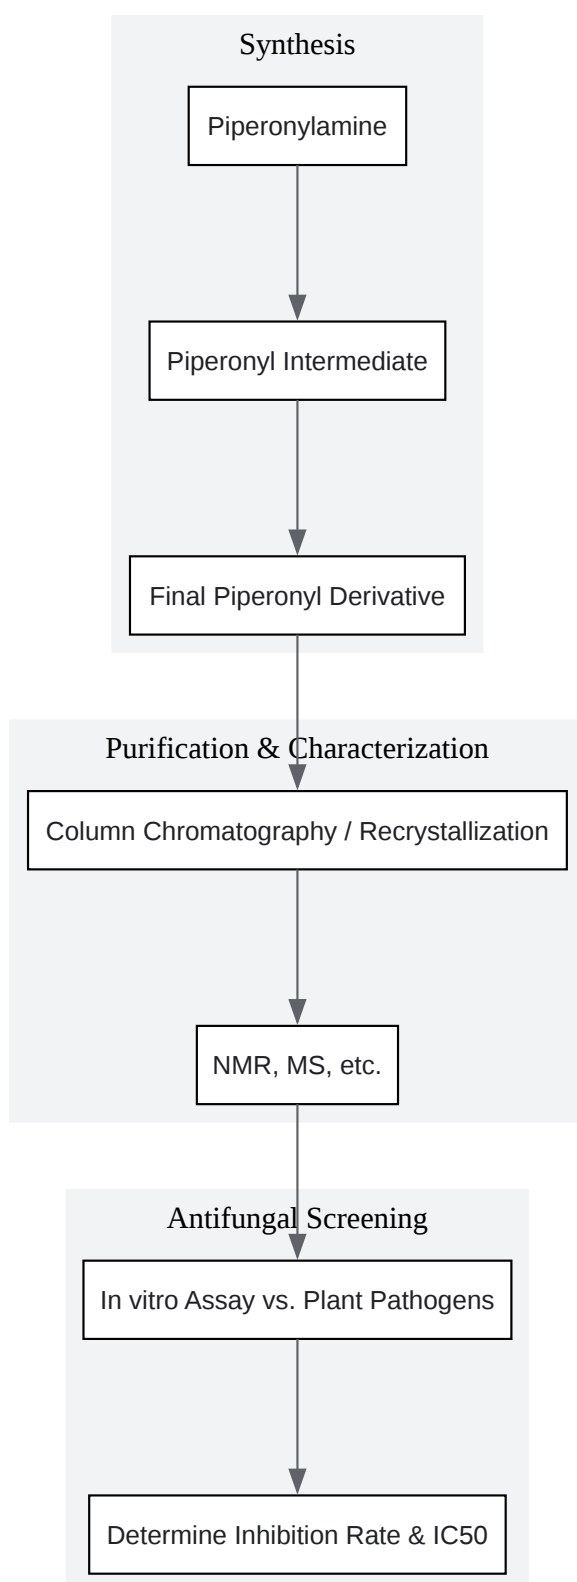 Synthesis
Piperonylamine
Piperonyl Intermediate
Final Piperonyl Derivative
Purification & Characterization
Column Chromatography / Recrystallization
NMR, MS, etc.
Antifungal Screening
In vitro Assay vs. Plant Pathogens
Determine Inhibition Rate & IC50